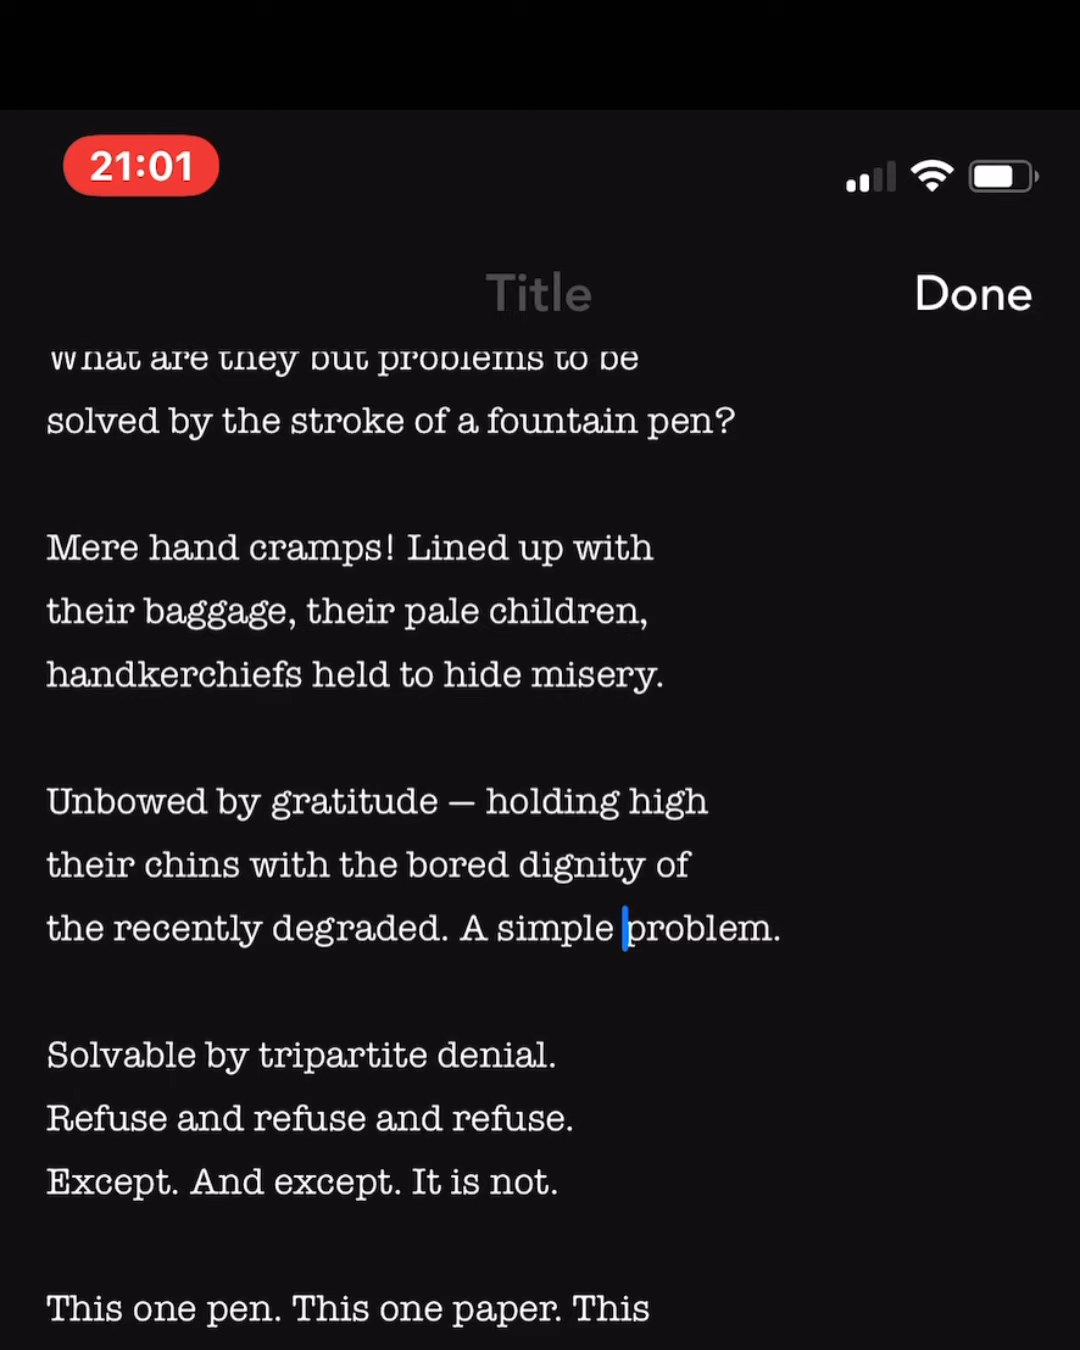 21:01
Title
Done
What are they but problems to be
solved by the stroke of a fountain pen?
Mere hand cramps! Lined up with
their baggage, their pale children,
handkerchiefs held to hide misery.
Unbowed by gratitude — holding high
their chins with the bored dignity of
the recently degraded. A simple problem.
Solvable by tripartite denial.
Refuse and refuse and refuse.
Except. And except. It is not.
This one pen. This one paper. This